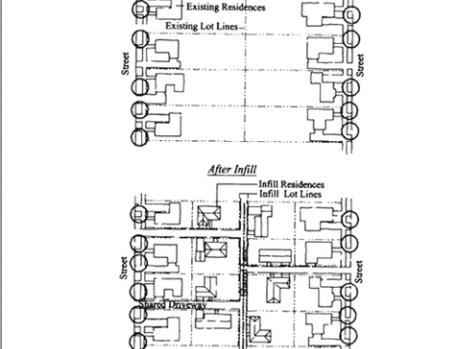 Existing Residences
Existing Lot Lines
Street
Street
After Infill
Infill Residences
Infill Lot Lines
Street
Street
Shared Driveway